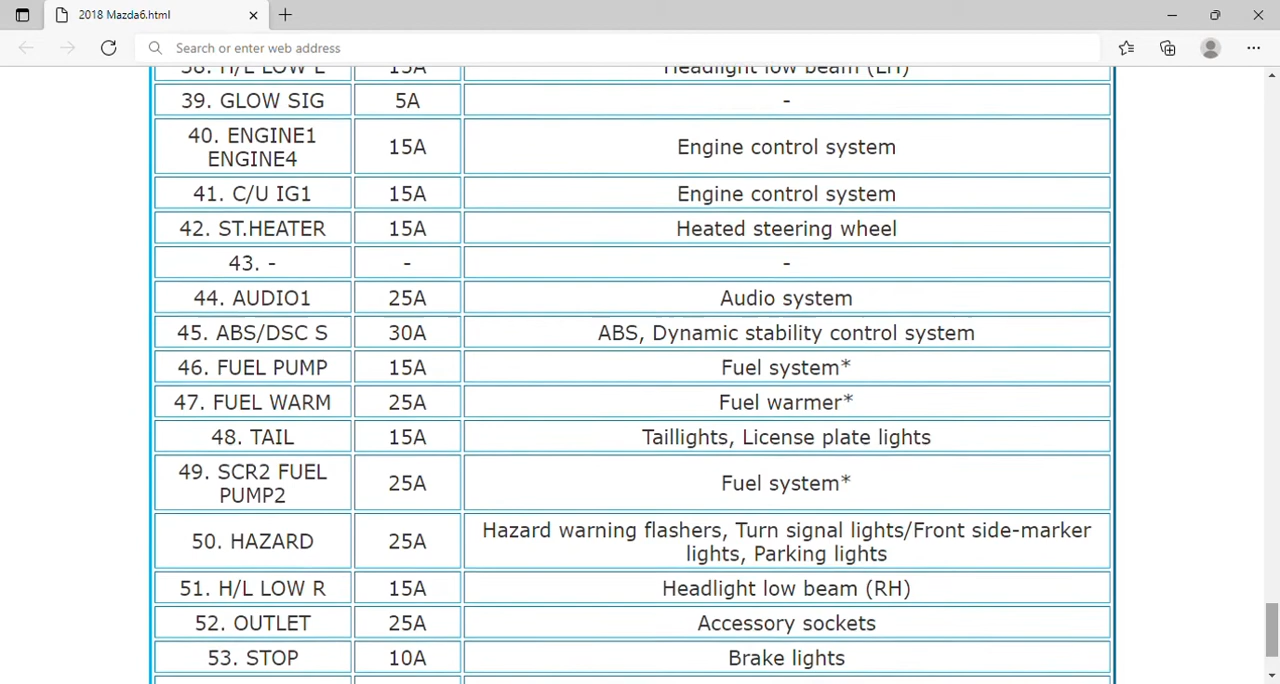 2018 Mazda6.html
Search or enter web address
38. H/L LOW L 15A Headlight low beam (LH)
39. GLOW SIG 5A -
40. ENGINE1
ENGINE4 15A Engine control system
41. C/U IG1 15A Engine control system
42. ST.HEATER 15A Heated steering wheel
43. - - -
44. AUDIO1 25A Audio system
45. ABS/DSC S 30A ABS, Dynamic stability control system
46. FUEL PUMP 15A Fuel system*
47. FUEL WARM 25A Fuel warmer*
48. TAIL 15A Taillights, License plate lights
49. SCR2 FUEL
PUMP2 25A Fuel system*
50. HAZARD 25A Hazard warning flashers, Turn signal lights/Front side-marker
lights, Parking lights
51. H/L LOW R 15A Headlight low beam (RH)
52. OUTLET 25A Accessory sockets
53. STOP 10A Brake lights